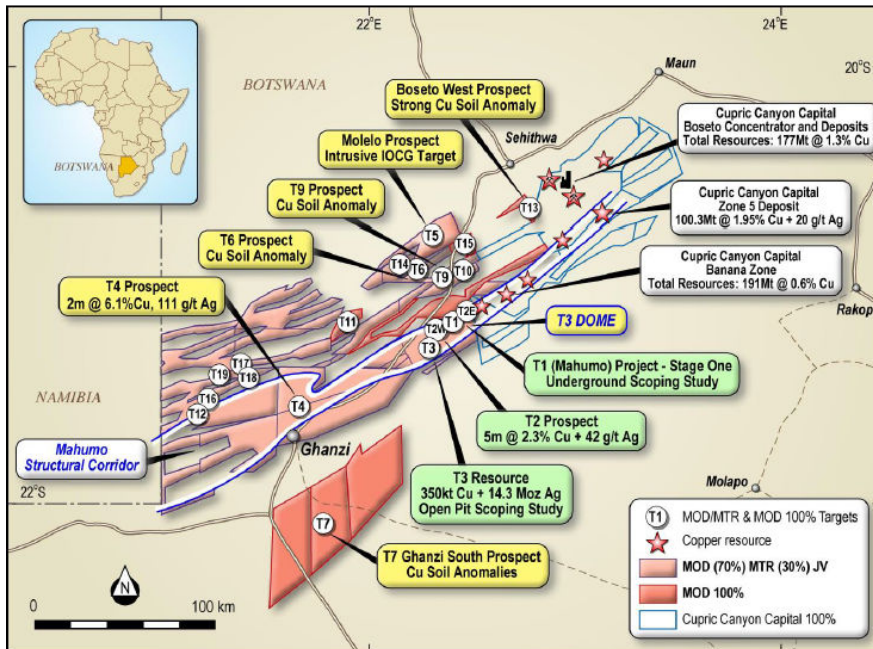 22°E
24°E
20°S
BOTSWANA
Maun
Boseto West Prospect
Strong Cu Soil Anomaly
Sehithwa
Cupric Canyon Capital
Boseto Concentrator and Deposits
Total Resources: 177Mt @ 1.3% Cu
Molelo Prospect
Intrusive IOCG Target
BOTSWANA
T9 Prospect
Cu Soil Anomaly
T13
Cupric Canyon Capital
Zone 5 Deposit
100.3Mt @ 1.95% Cu + 20 g/t Ag
T6 Prospect
Cu Soil Anomaly
T5
T15
T14
T6
T9
T10
Cupric Canyon Capital
Banana Zone
Total Resources: 191Mt @ 0.6% Cu
T4 Prospect
2m @ 6.1%Cu, 111 g/t Ag
Rakop
T11
T2W
T1
T2E
T3 DOME
T3
T1 (Mahumo) Project - Stage One
Underground Scoping Study
T17
T19
T18
NAMIBIA
T16
T12
T4
T2 Prospect
5m @ 2.3% Cu + 42 g/t Ag
Mahumo
Structural Corridor
Ghanzi
T3 Resource
350kt Cu + 14.3 Moz Ag
Open Pit Scoping Study
Molapo
22°S
T7
T7 Ghanzi South Prospect
Cu Soil Anomalies
N
0
100 km
T1
MOD/MTR & MOD 100% Targets
Copper resource
MOD (70%) MTR (30%) JV
MOD 100%
Cupric Canyon Capital 100%